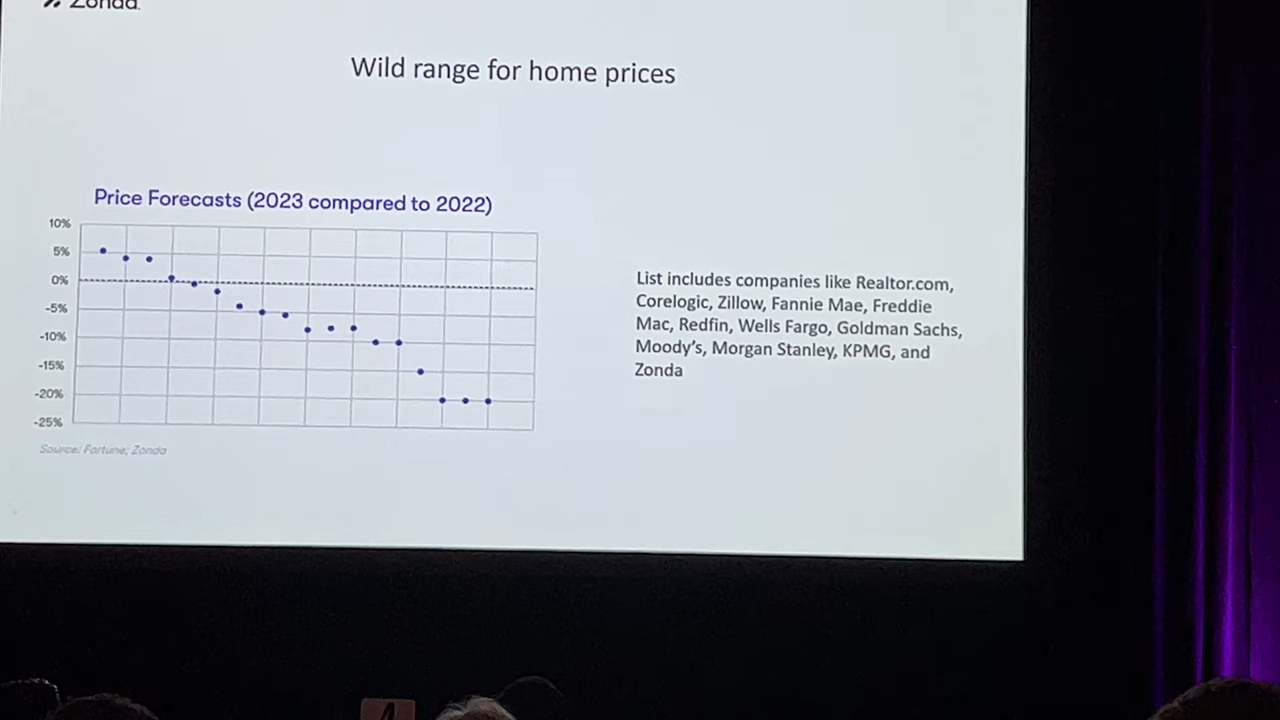 Zonda.
Wild range for home prices
Price Forecasts (2023 compared to 2022)
10%
5%
0%
-5%
-10%
-15%
-20%
-25%
Source: Fortune; Zonda
List includes companies like Realtor.com,
Corelogic, Zillow, Fannie Mae, Freddie
Mac, Redfin, Wells Fargo, Goldman Sachs,
Moody's, Morgan Stanley, KPMG, and
Zonda
4